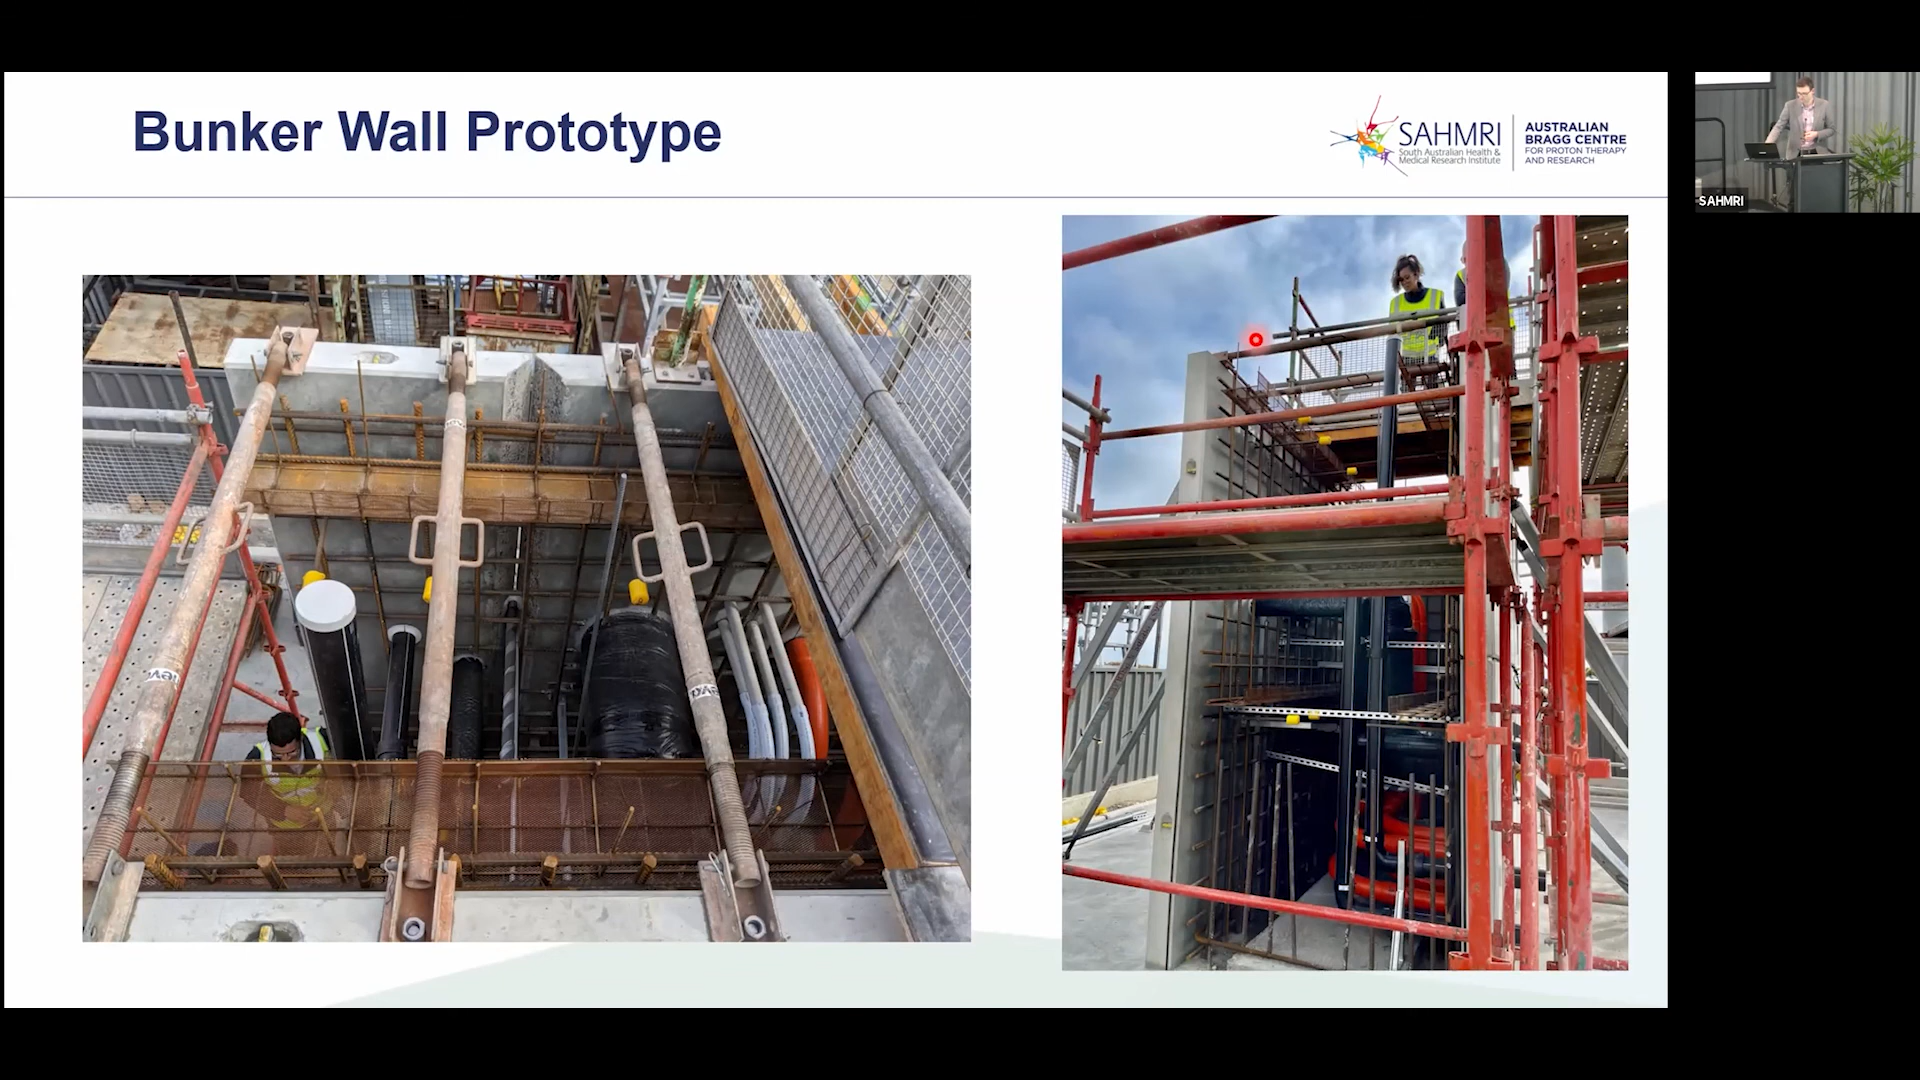 Bunker Wall Prototype
SAHMRI
South Australian Health &
Medical Research Institute
AUSTRALIAN
BRAGG CENTRE
FOR PROTON THERAPY
AND RESEARCH
SAHMRI